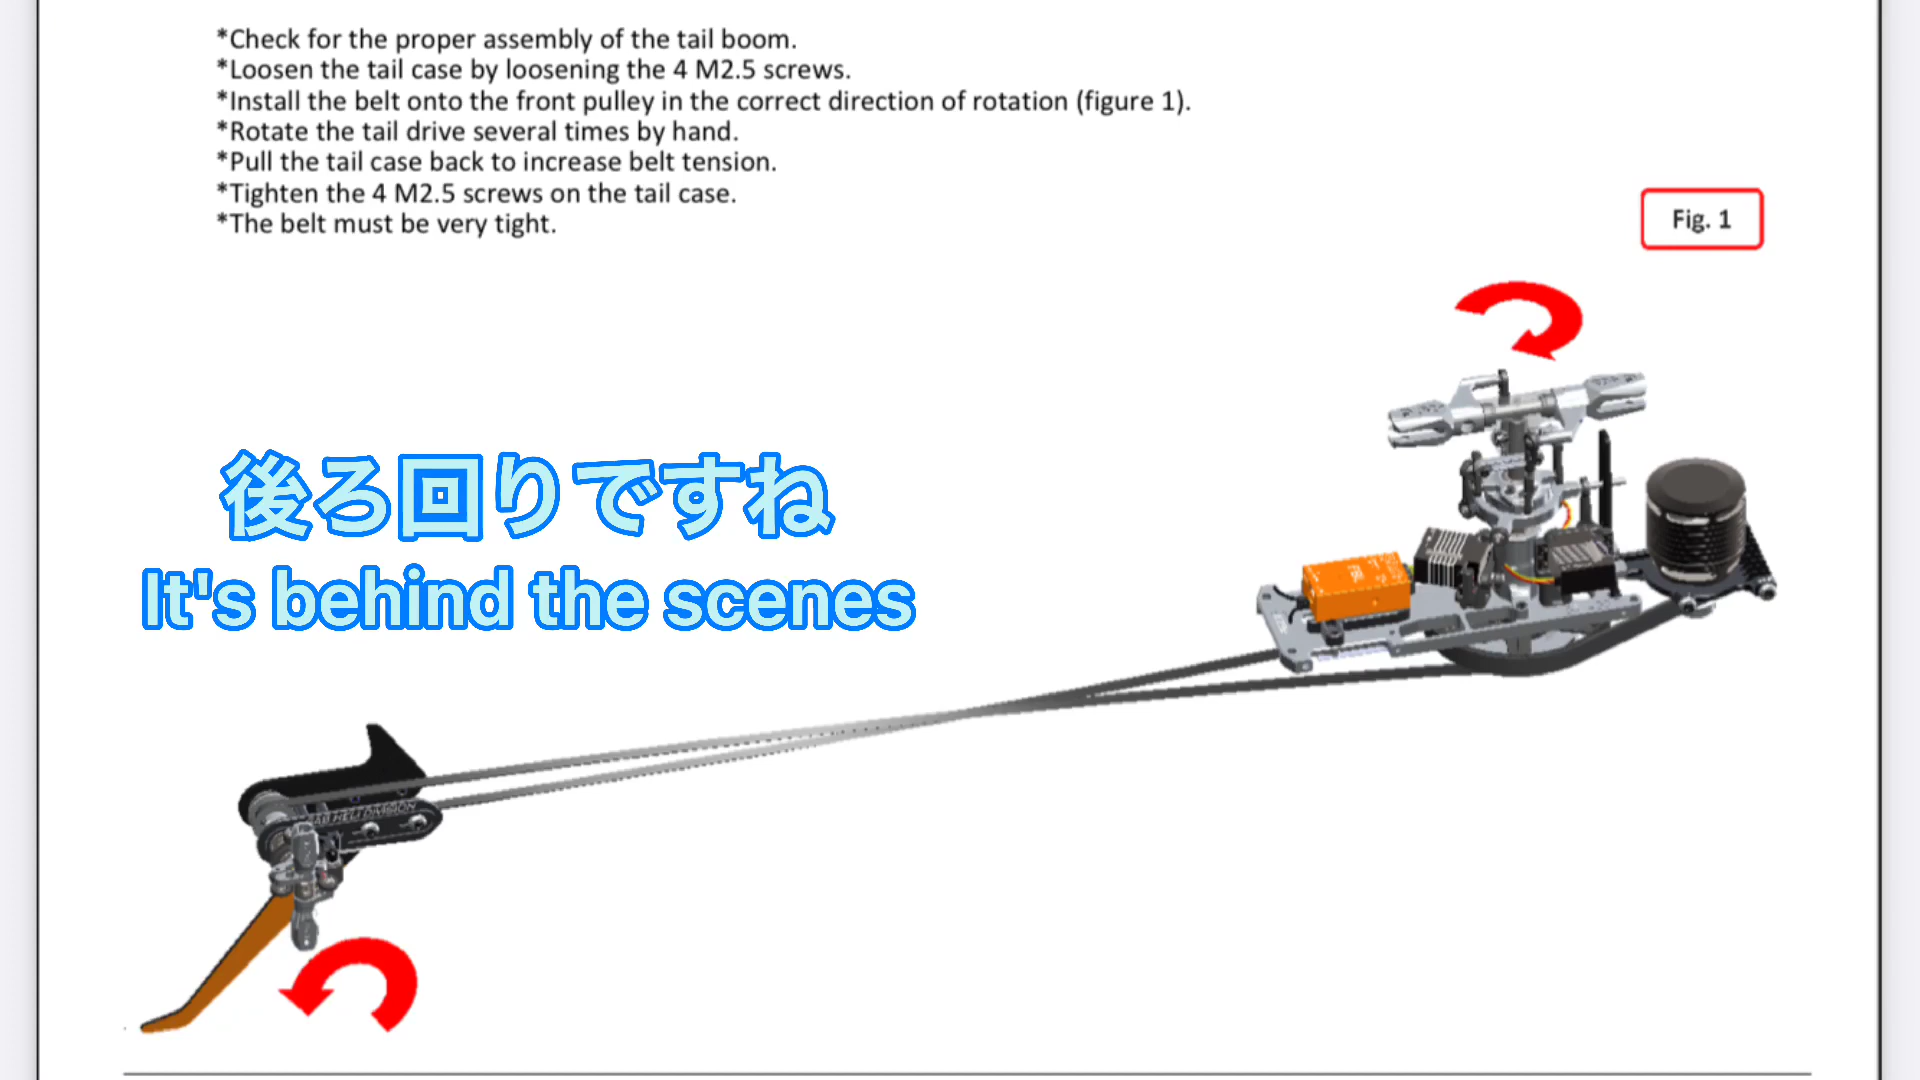 *Check for the proper assembly of the tail boom.
*Loosen the tail case by loosening the 4 M2.5 screws.
*Install the belt onto the front pulley in the correct direction of rotation (figure 1).
*Rotate the tail drive several times by hand.
*Pull the tail case back to increase belt tension.
*Tighten the 4 M2.5 screws on the tail case.
*The belt must be very tight.
Fig. 1
後ろ回りですね
It's behind the scenes